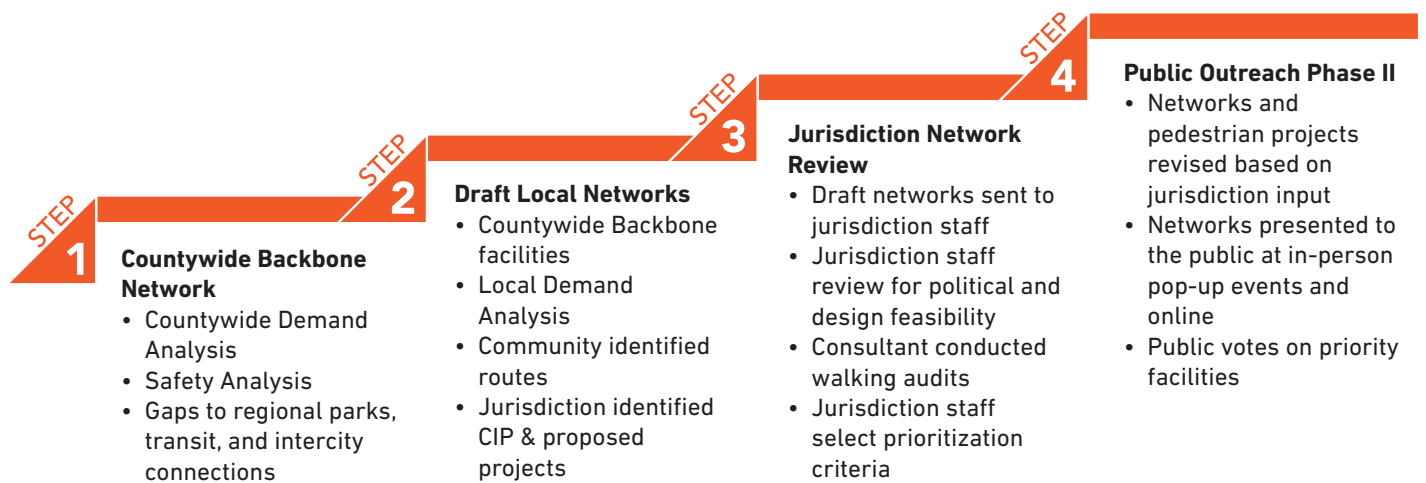 STEP
1
Countywide Backbone
Network
• Countywide Demand
Analysis
• Safety Analysis
• Gaps to regional parks,
transit, and intercity
connections
STEP
2
Draft Local Networks
• Countywide Backbone
facilities
• Local Demand
Analysis
• Community identified
routes
• Jurisdiction identified
CIP & proposed
projects
STEP
3
Jurisdiction Network
Review
• Draft networks sent to
jurisdiction staff
• Jurisdiction staff
review for political and
design feasibility
• Consultant conducted
walking audits
• Jurisdiction staff
select prioritization
criteria
STEP
4
Public Outreach Phase II
• Networks and
pedestrian projects
revised based on
jurisdiction input
• Networks presented to
the public at in-person
pop-up events and
online
• Public votes on priority
facilities